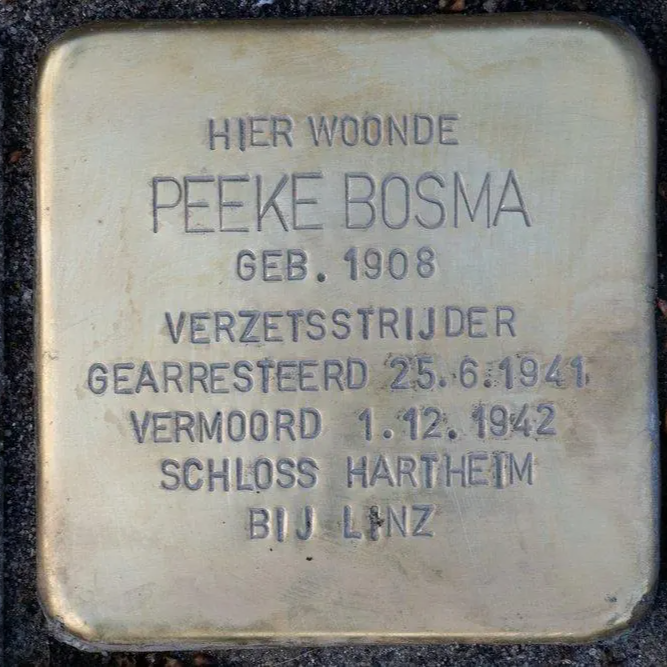 HIER WOONDE
PEEKE BOSMA
GEB. 1908
VERZETSSTRIJDER
GEARRESTEERD 25.6.1941
VERMOORD 1.12.1942
SCHLOSS HARTHEIM
BIJ LINZ